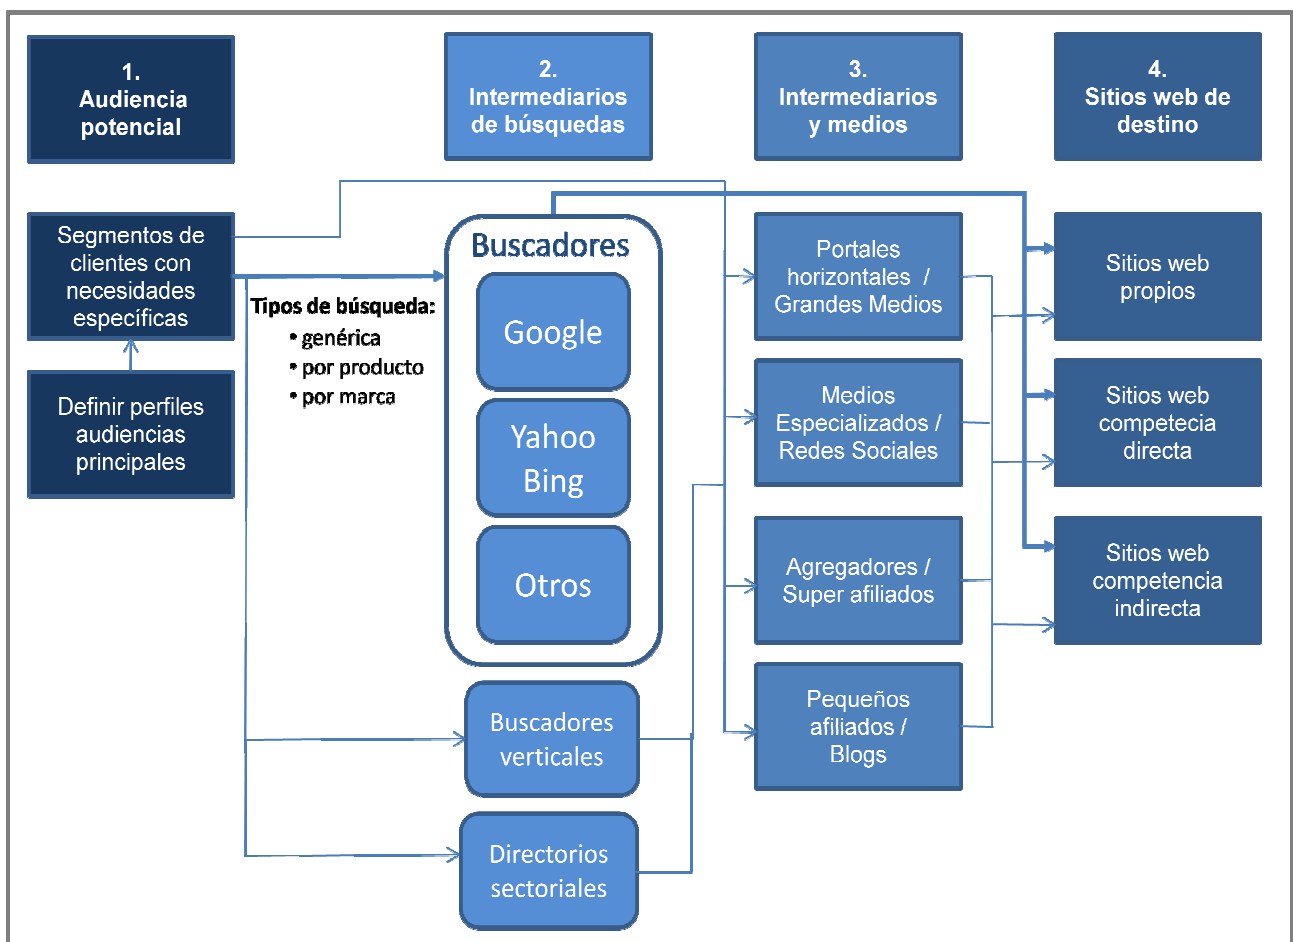 1.
Audiencia
potencial
2.
Intermediarios
de búsquedas
3.
Intermediarios
y medios
4.
Sitios web de
destino
Segmentos de
clientes con
necesidades
específicas
Definir perfiles
audiencias
principales
Tipos de búsqueda:
• genérica
• por producto
• por marca
Buscadores
Google
Yahoo
Bing
Otros
Buscadores
verticales
Directorios
sectoriales
Portales
horizontales /
Grandes Medios
Medios
Especializados /
Redes Sociales
Agregadores /
Super afiliados
Pequeños
afiliados /
Blogs
Sitios web
propios
Sitios web
competecia
directa
Sitios web
competencia
indirecta